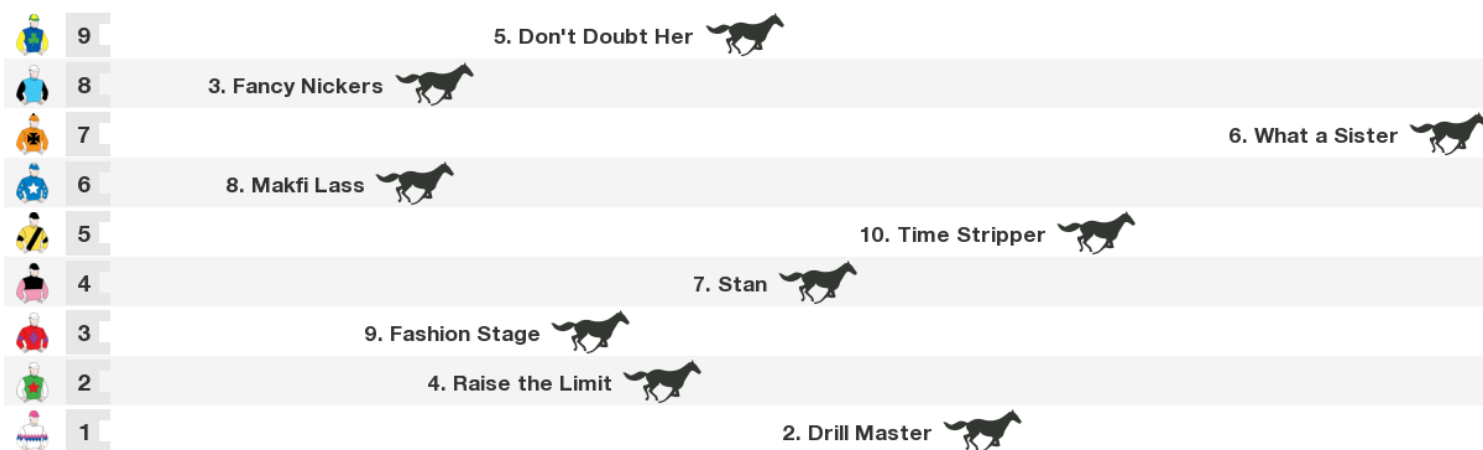 9 5. Don't Doubt Her
8 3. Fancy Nickers
7 6. What a Sister
6 8. Makfi Lass
5 10. Time Stripper
4 7. Stan
3 9. Fashion Stage
2 4. Raise the Limit
1 2. Drill Master